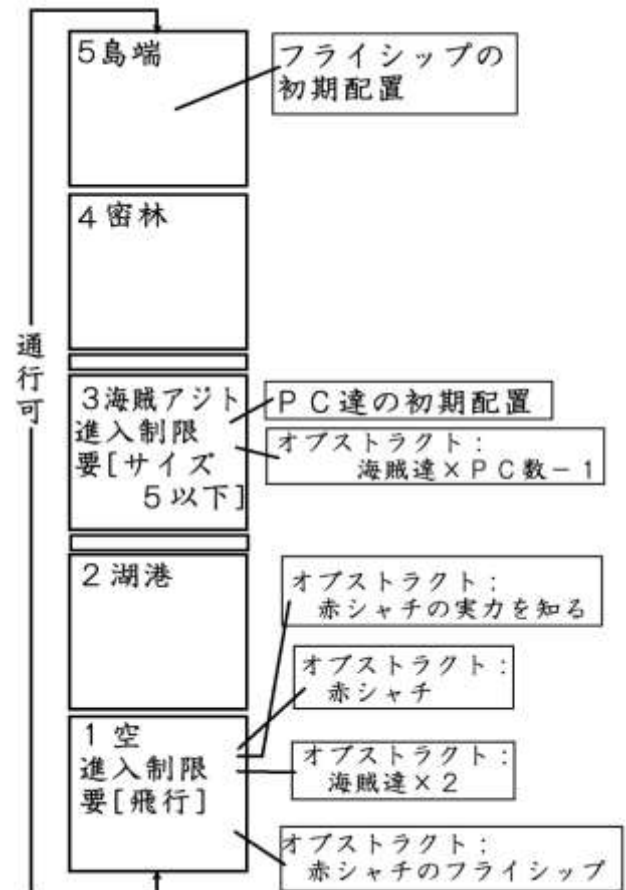 5島端
フライシップの
初期配置
4密林
通行可
3海賊アジト
進入制限
要[サイズ
5以下]
PC達の初期配置
オブストラクト:
海賊達×PC数-1
2湖港
オブストラクト:
赤シャチの実力を知る
オブストラクト:
赤シャチ
1空
進入制限
要[飛行]
オブストラクト:
海賊達×2
オブストラクト:
赤シャチのフライシップ